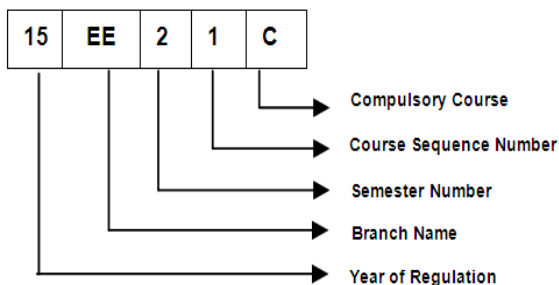 15 EE 2 1 C
Compulsory Course
Course Sequence Number
Semester Number
Branch Name
Year of Regulation